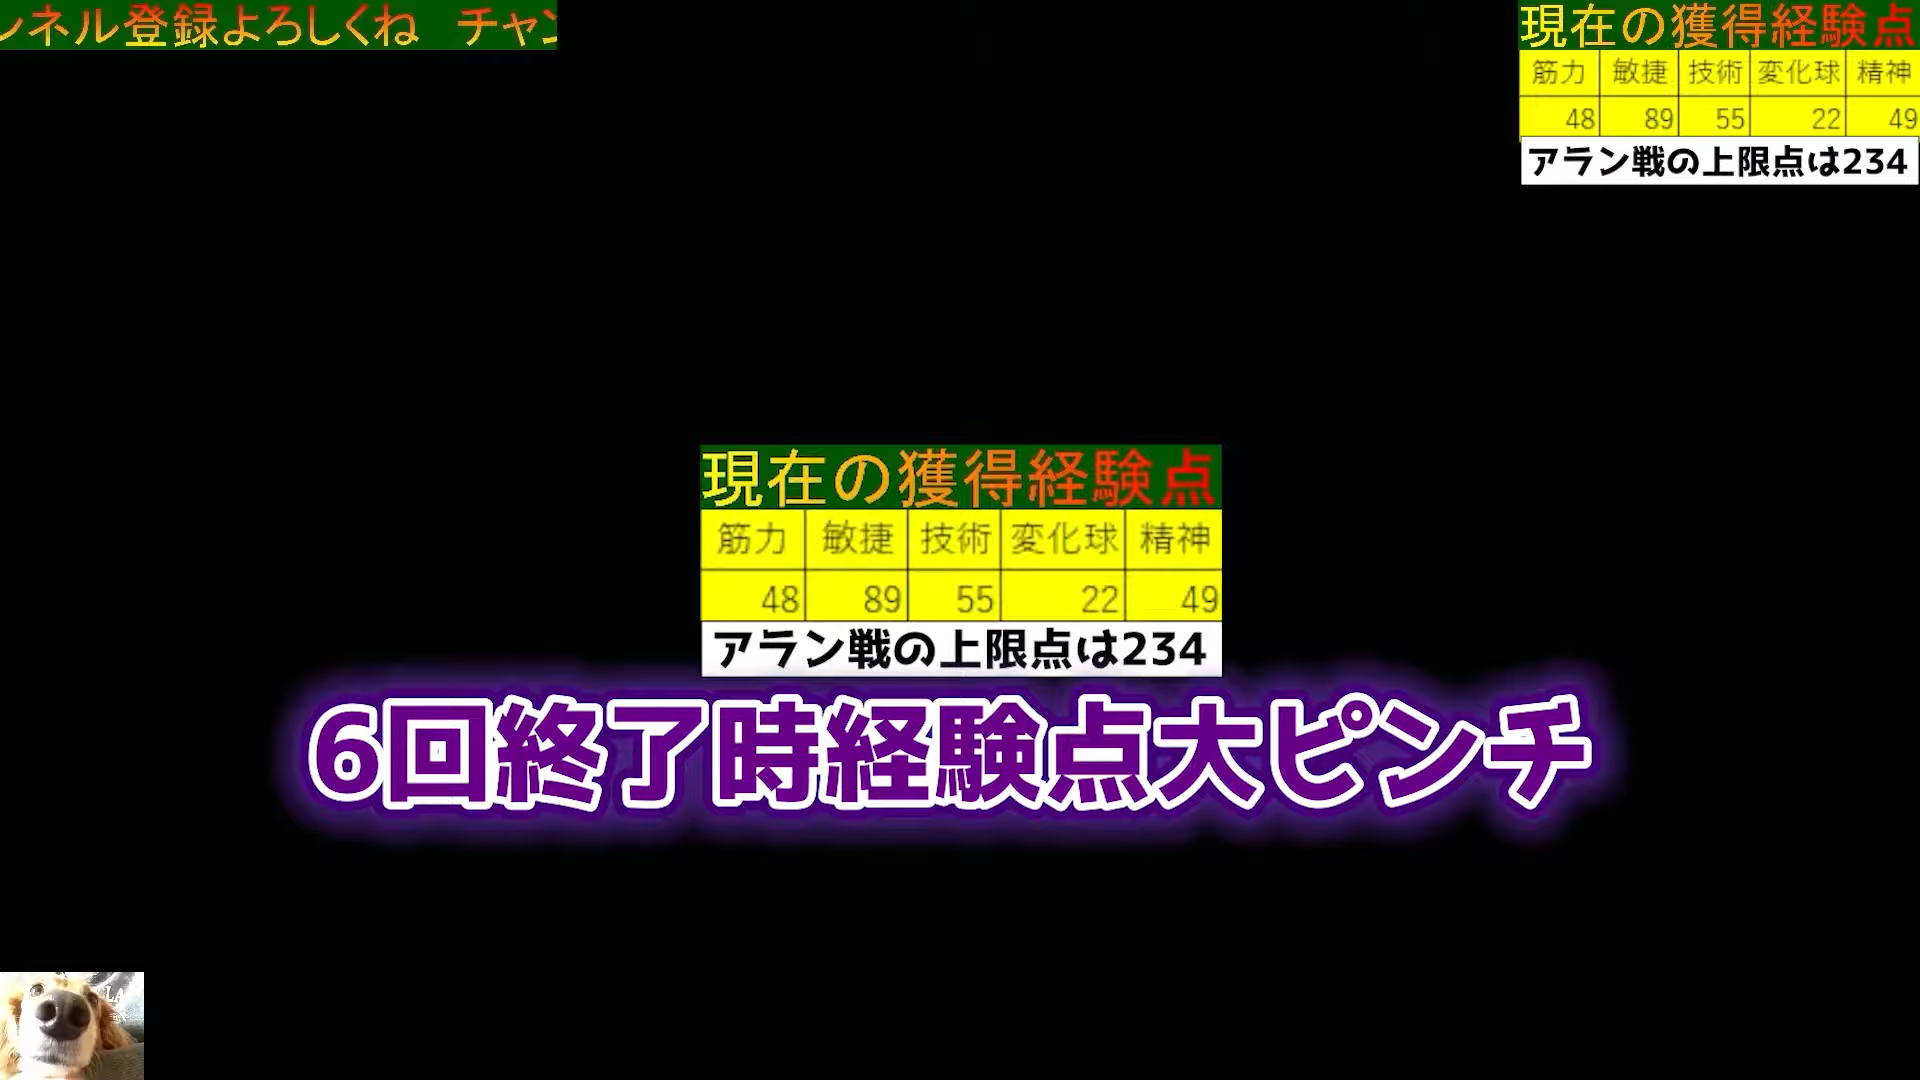 ンネル登録よろしくね　チャン
現在の獲得経験点
筋力 敏捷 技術 変化球 精神
48 89 55 22 49
アラン戦の上限点は234
現在の獲得経験点
筋力 敏捷 技術 変化球 精神
48 89 55 22 49
アラン戦の上限点は234
6回終了時経験点大ピンチ